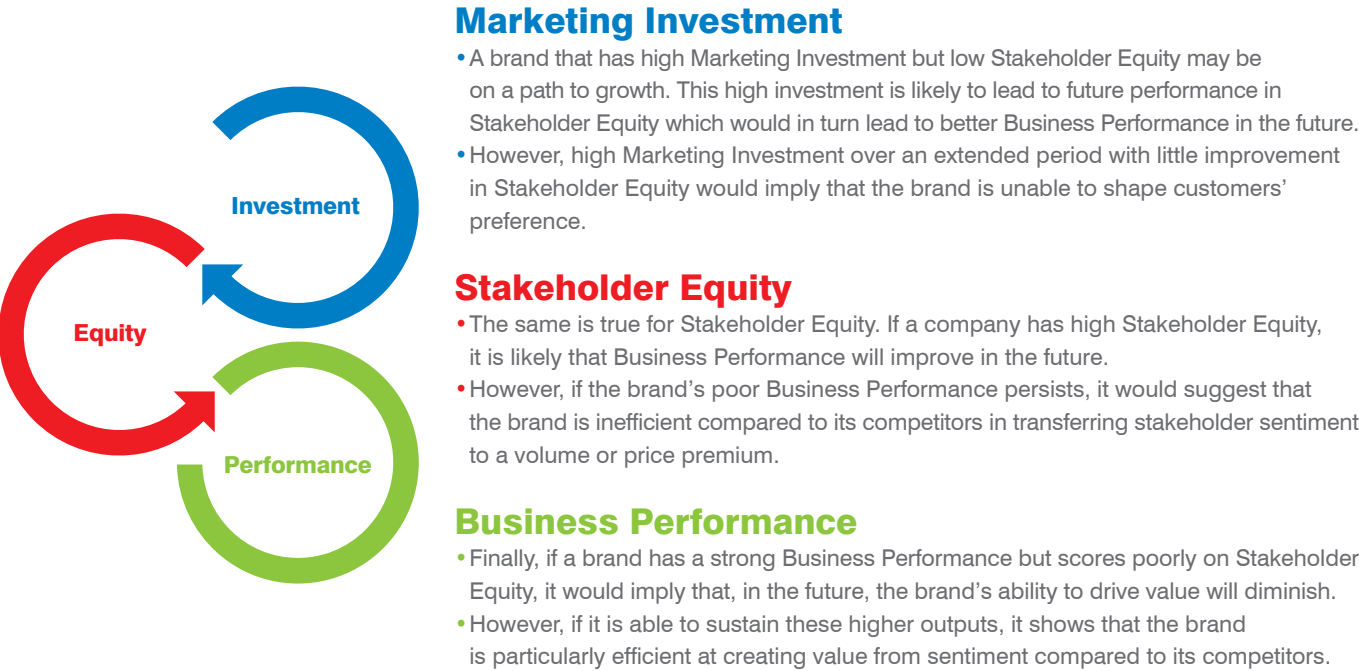 Investment
Equity
Performance
Marketing Investment
•A brand that has high Marketing Investment but low Stakeholder Equity may be
on a path to growth. This high investment is likely to lead to future performance in
Stakeholder Equity which would in turn lead to better Business Performance in the future.
•However, high Marketing Investment over an extended period with little improvement
in Stakeholder Equity would imply that the brand is unable to shape customers’
preference.
Stakeholder Equity
•The same is true for Stakeholder Equity. If a company has high Stakeholder Equity,
it is likely that Business Performance will improve in the future.
•However, if the brand’s poor Business Performance persists, it would suggest that
the brand is inefficient compared to its competitors in transferring stakeholder sentiment
to a volume or price premium.
Business Performance
•Finally, if a brand has a strong Business Performance but scores poorly on Stakeholder
Equity, it would imply that, in the future, the brand’s ability to drive value will diminish.
•However, if it is able to sustain these higher outputs, it shows that the brand
is particularly efficient at creating value from sentiment compared to its competitors.